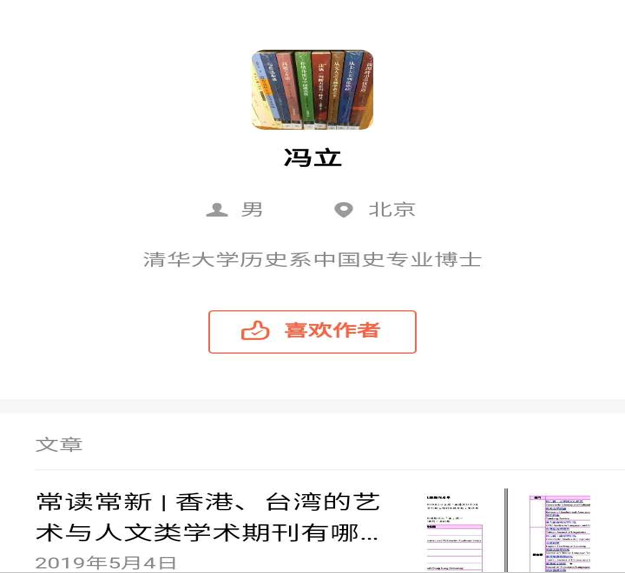 冯立
男 北京
清华大学历史系中国史专业博士
喜欢作者
文章
常读常新 | 香港、台湾的艺
术与人文类学术期刊有哪...
2019年5月4日